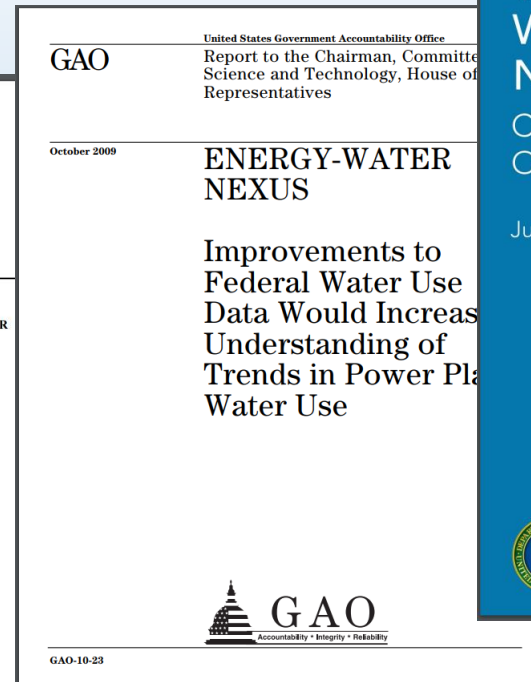 United States Government Accountability Office
GAO
Report to the Chairman, Committe
Science and Technology, House of
Representatives
October 2009
ENERGY-WATER
NEXUS
Improvements to
Federal Water Use
Data Would Increas
Understanding of
Trends in Power Pla
Water Use
GAO
Accountability * Integrity * Reliability
GAO-10-23
R
W
N
O
O
Ju